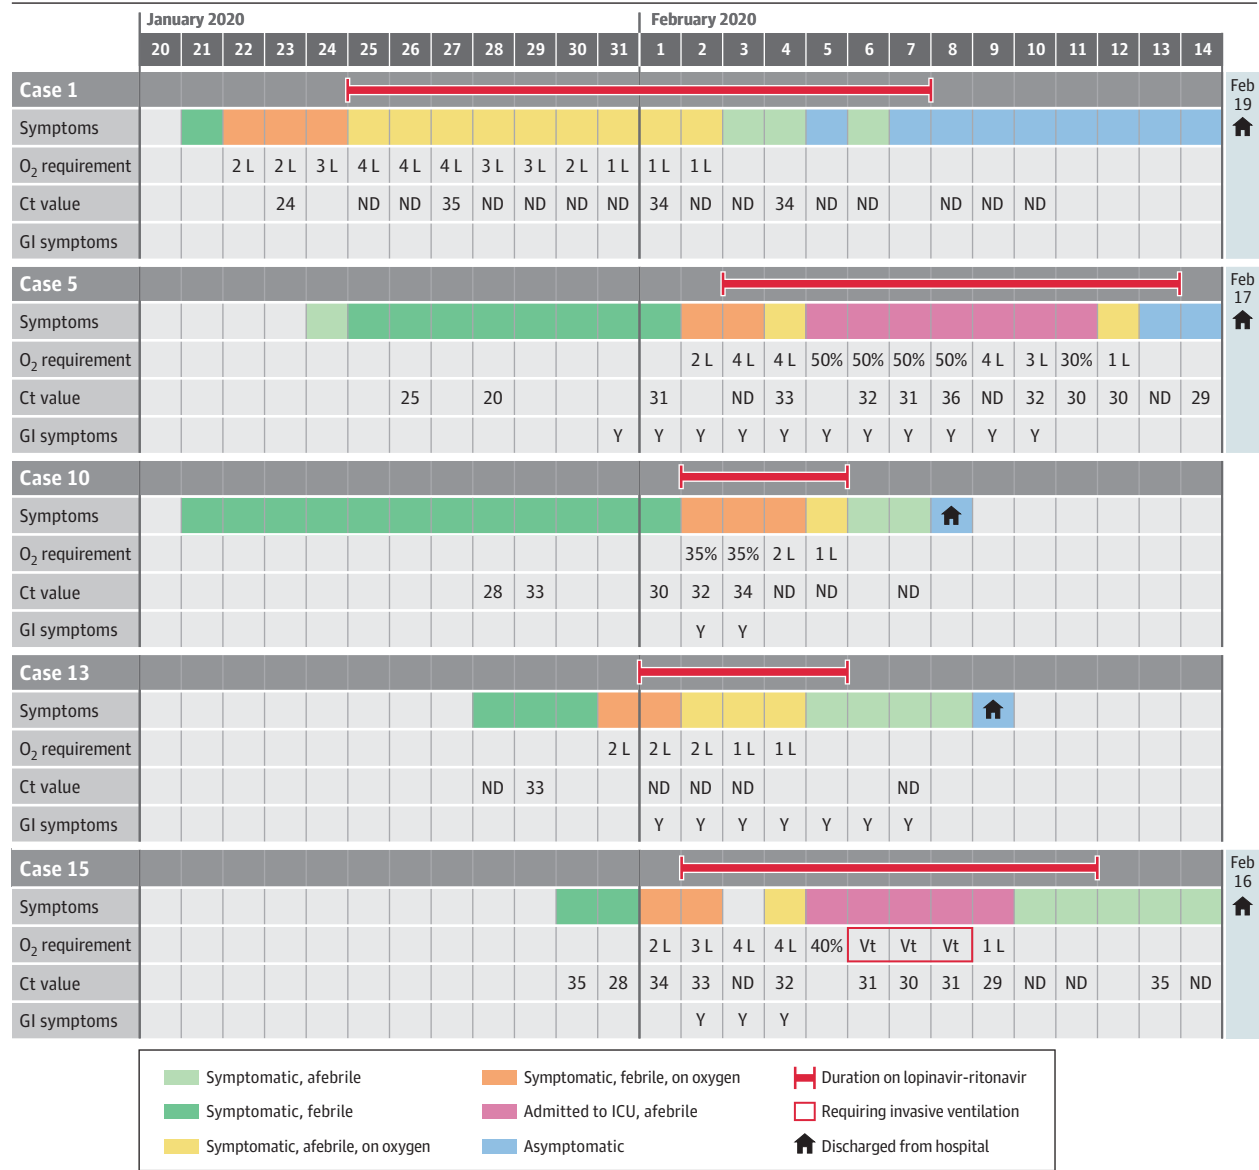 January 2020 February 2020
20 21 22 23 24 25 26 27 28 29 30 31 1 2 3 4 5 6 7 8 9 10 11 12 13 14
Case 1
Feb
19
Symptoms
O₂ requirement 2 L 2 L 3 L 4 L 4 L 4 L 3 L 3 L 2 L 1 L 1 L 1 L
Ct value 24 ND ND 35 ND ND ND ND 34 ND ND 34 ND ND ND ND ND
GI symptoms
Case 5
Feb
17
Symptoms
O₂ requirement 2 L 4 L 4 L 50% 50% 50% 50% 4 L 3 L 30% 1 L
Ct value 25 20 31 ND 33 32 31 36 ND 32 30 30 ND 29
GI symptoms Y Y Y Y Y Y Y Y Y Y Y
Case 10
Symptoms
O₂ requirement 35% 35% 2 L 1 L
Ct value 28 33 30 32 34 ND ND ND
GI symptoms Y Y
Case 13
Symptoms
O₂ requirement 2 L 2 L 2 L 1 L 1 L
Ct value ND 33 ND ND ND ND
GI symptoms Y Y Y Y Y Y Y
Case 15
Feb
16
Symptoms
O₂ requirement 2 L 3 L 4 L 4 L 40% Vt Vt Vt 1 L
Ct value 35 28 34 33 ND 32 31 30 31 29 ND ND 35 ND
GI symptoms Y Y Y
Symptomatic, afebrile Symptomatic, febrile, on oxygen Duration on lopinavir-ritonavir
Symptomatic, febrile Admitted to ICU, afebrile Requiring invasive ventilation
Symptomatic, afebrile, on oxygen Asymptomatic Discharged from hospital